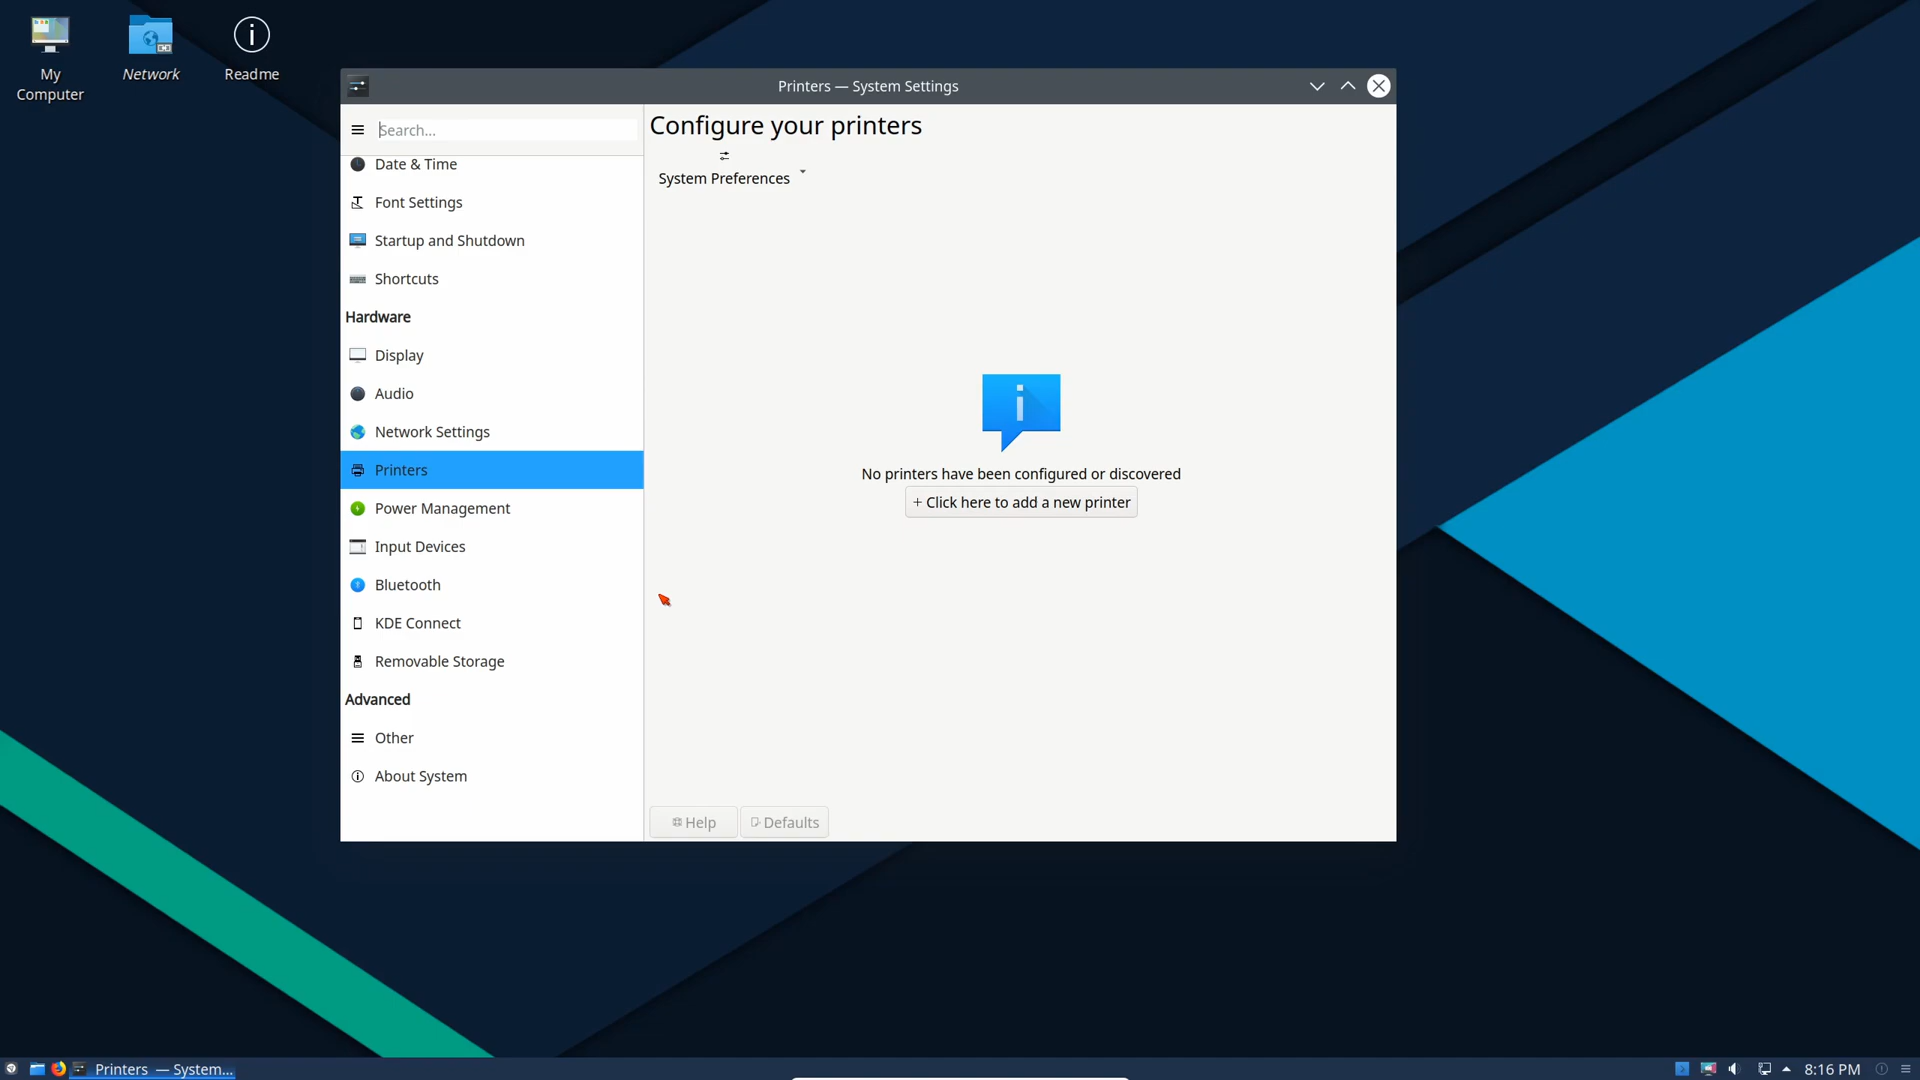 My
Computer
Network
Readme
Printers — System Settings
Search...
Date & Time
Font Settings
Startup and Shutdown
Shortcuts
Hardware
Display
Audio
Network Settings
Printers
Power Management
Input Devices
Bluetooth
KDE Connect
Removable Storage
Advanced
Other
About System
Configure your printers
System Preferences
No printers have been configured or discovered
+ Click here to add a new printer
Help
Defaults
Printers — System...
8:16 PM